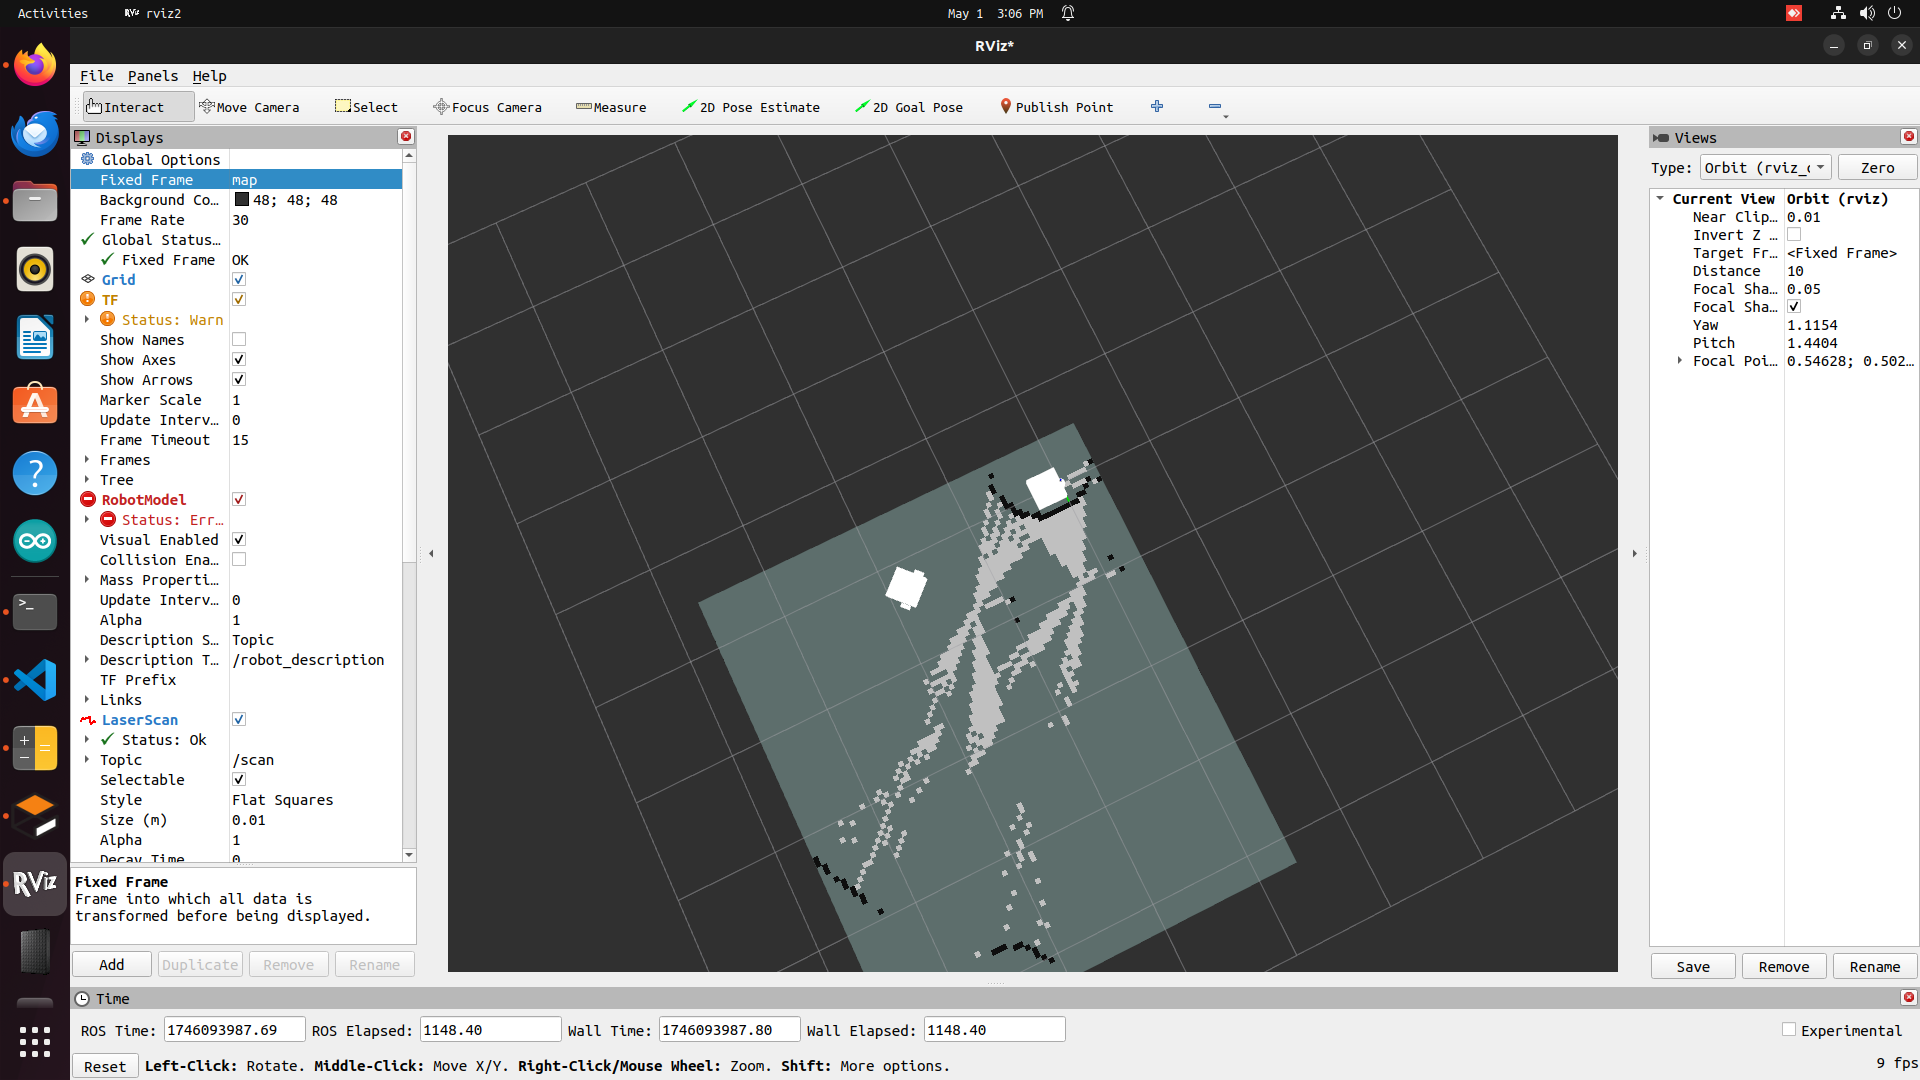 Activities
RViz rviz2
May 1 3:06 PM
RViz*
File Panels Help
Interact Move Camera Select Focus Camera Measure 2D Pose Estimate 2D Goal Pose Publish Point
Displays
Global Options
Fixed Frame map
Background Co... 48; 48; 48
Frame Rate 30
Global Status...
Fixed Frame OK
Grid
TF
Status: Warn
Show Names
Show Axes
Show Arrows
Marker Scale 1
Update Interv... 0
Frame Timeout 15
Frames
Tree
RobotModel
Status: Err...
Visual Enabled
Collision Ena...
Mass Properti...
Update Interv... 0
Alpha 1
Description S... Topic
Description T... /robot_description
TF Prefix
Links
LaserScan
Status: Ok
Topic /scan
Selectable
Style Flat Squares
Size (m) 0.01
Alpha 1
Decay Time 0
Fixed Frame
Frame into which all data is
transformed before being displayed.
Add Duplicate Remove Rename
Views
Type: Orbit (rviz_ Zero
Current View Orbit (rviz)
Near Clip... 0.01
Invert Z ...
Target Fr... <Fixed Frame>
Distance 10
Focal Sha... 0.05
Focal Sha...
Yaw 1.1154
Pitch 1.4404
Focal Poi... 0.54628; 0.502...
Save Remove Rename
RViz
Time
ROS Time: 1746093987.69 ROS Elapsed: 1148.40 Wall Time: 1746093987.80 Wall Elapsed: 1148.40 Experimental
Reset Left-Click: Rotate. Middle-Click: Move X/Y. Right-Click/Mouse Wheel: Zoom. Shift: More options. 9 fps